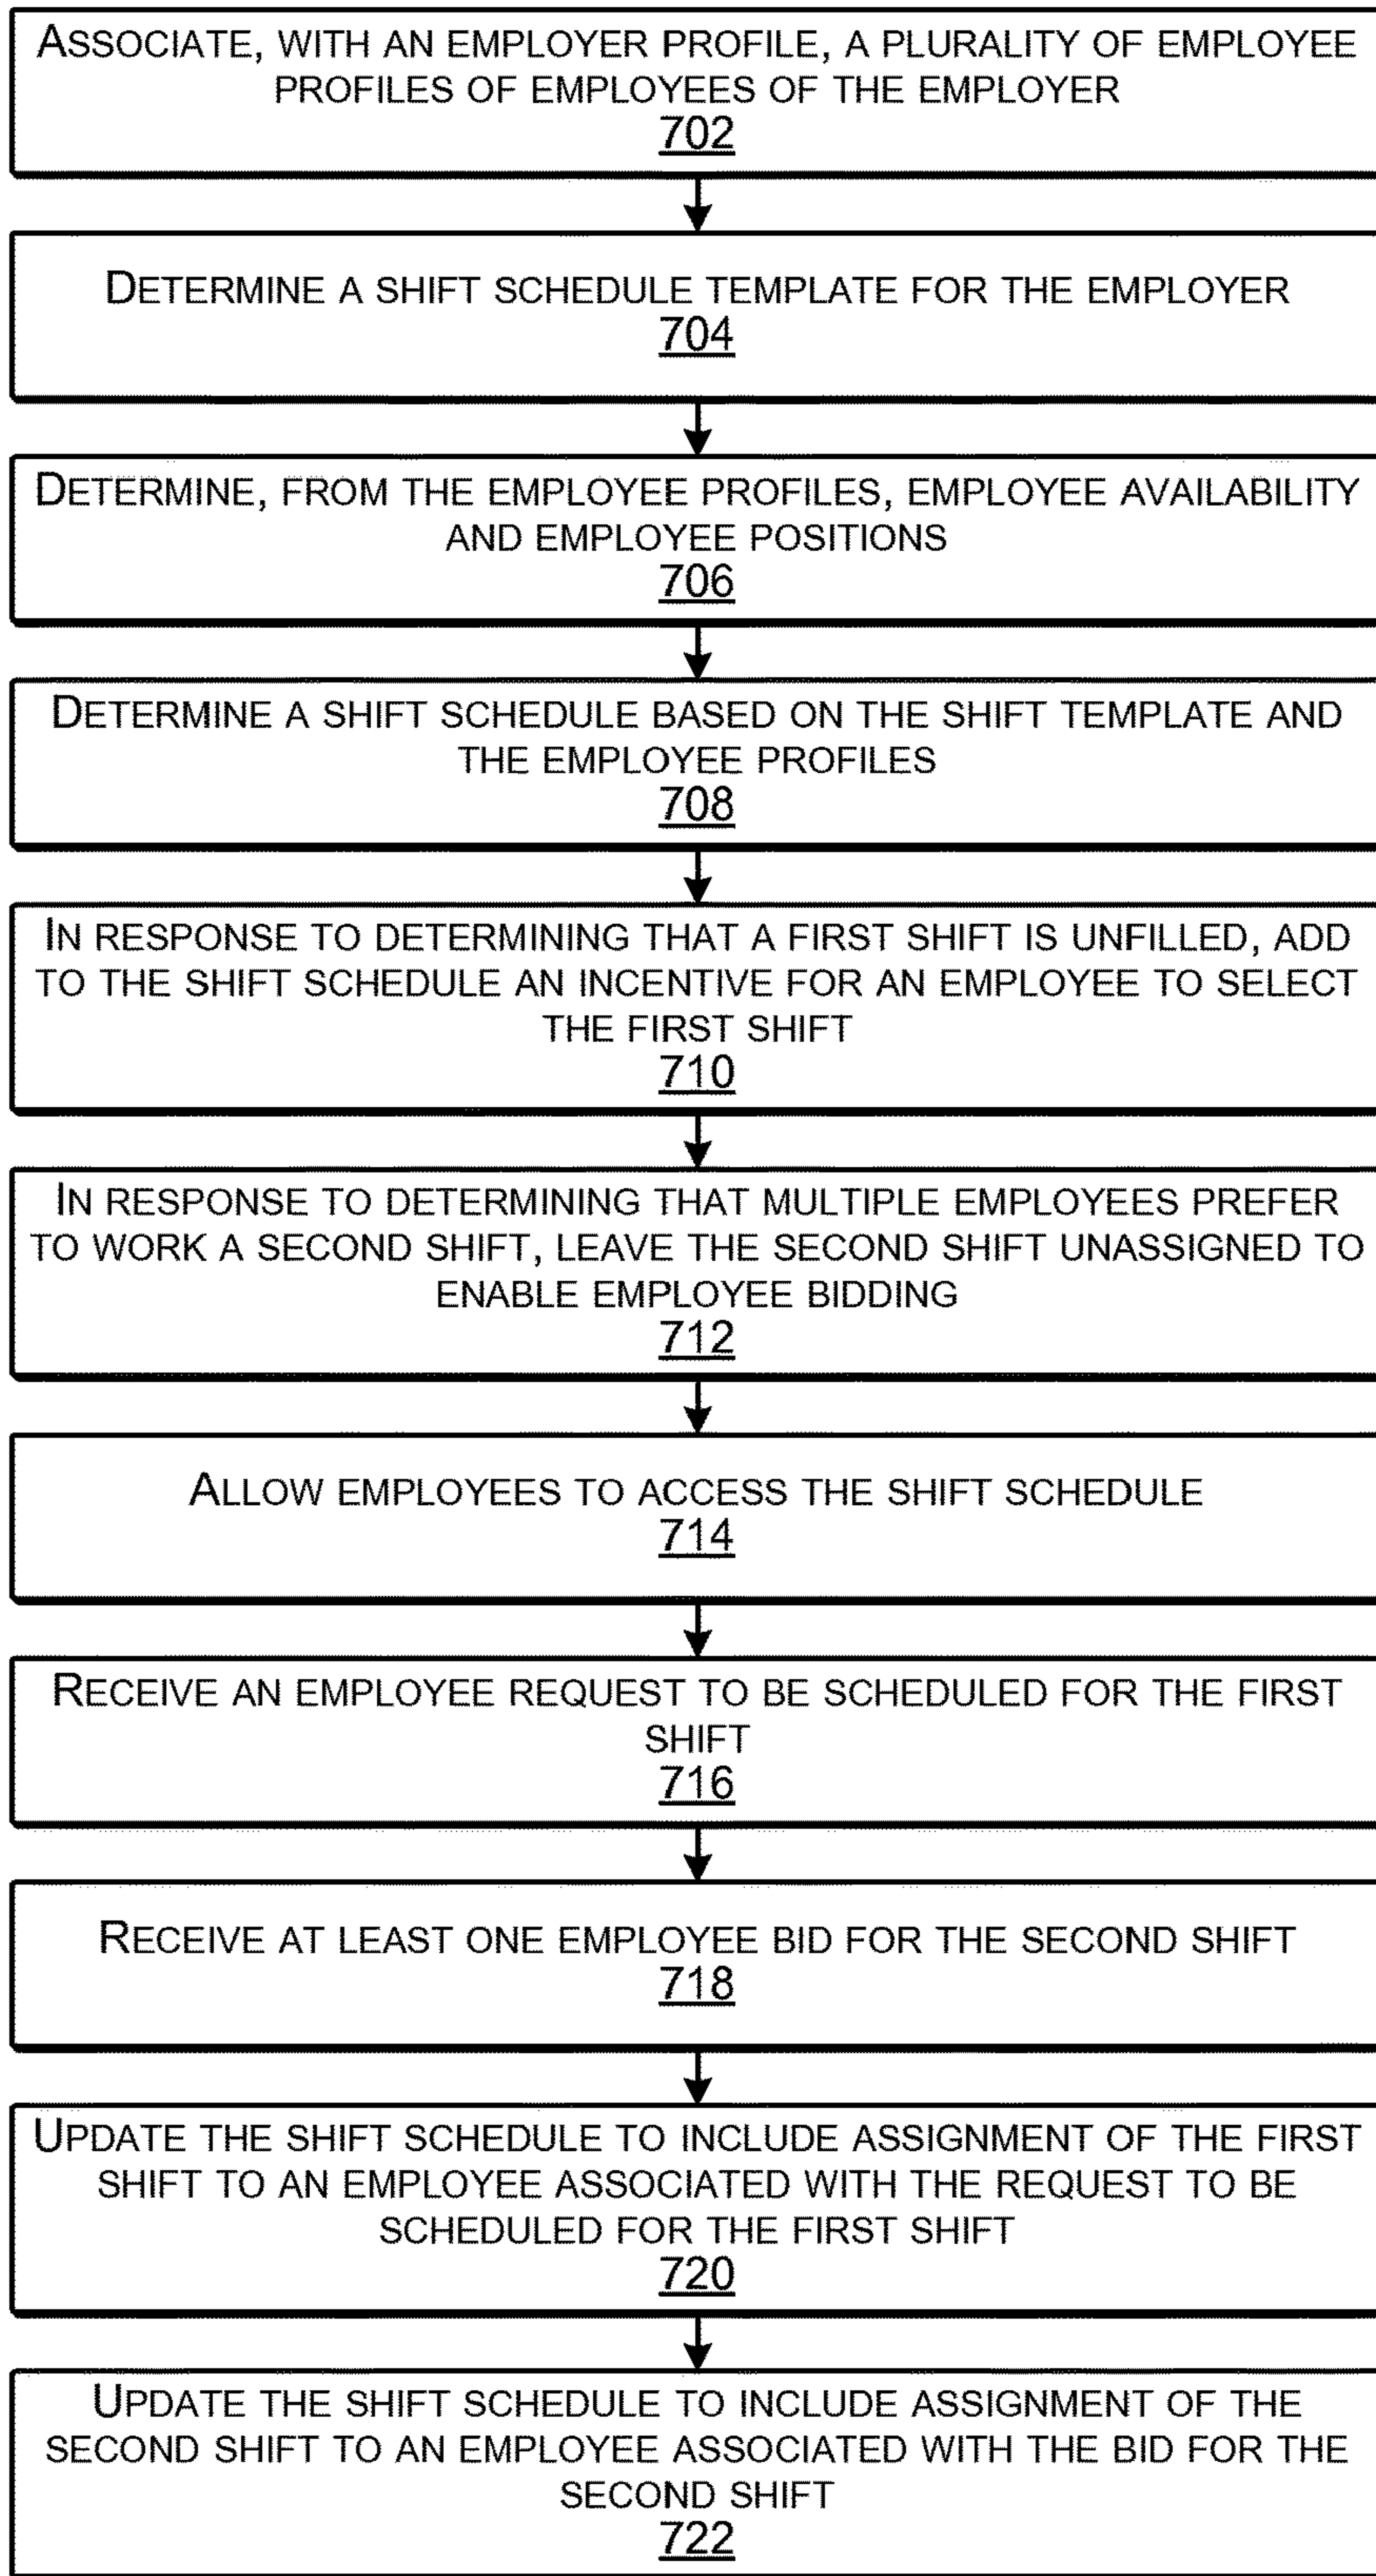 ASSOCIATE, WITH AN EMPLOYER PROFILE, A PLURALITY OF EMPLOYEE
PROFILES OF EMPLOYEES OF THE EMPLOYER
702
DETERMINE A SHIFT SCHEDULE TEMPLATE FOR THE EMPLOYER
704
DETERMINE, FROM THE EMPLOYEE PROFILES, EMPLOYEE AVAILABILITY
AND EMPLOYEE POSITIONS
706
DETERMINE A SHIFT SCHEDULE BASED ON THE SHIFT TEMPLATE AND
THE EMPLOYEE PROFILES
708
IN RESPONSE TO DETERMINING THAT A FIRST SHIFT IS UNFILLED, ADD
TO THE SHIFT SCHEDULE AN INCENTIVE FOR AN EMPLOYEE TO SELECT
THE FIRST SHIFT
710
IN RESPONSE TO DETERMINING THAT MULTIPLE EMPLOYEES PREFER
TO WORK A SECOND SHIFT, LEAVE THE SECOND SHIFT UNASSIGNED TO
ENABLE EMPLOYEE BIDDING
712
ALLOW EMPLOYEES TO ACCESS THE SHIFT SCHEDULE
714
RECEIVE AN EMPLOYEE REQUEST TO BE SCHEDULED FOR THE FIRST
SHIFT
716
RECEIVE AT LEAST ONE EMPLOYEE BID FOR THE SECOND SHIFT
718
UPDATE THE SHIFT SCHEDULE TO INCLUDE ASSIGNMENT OF THE FIRST
SHIFT TO AN EMPLOYEE ASSOCIATED WITH THE REQUEST TO BE
SCHEDULED FOR THE FIRST SHIFT
720
UPDATE THE SHIFT SCHEDULE TO INCLUDE ASSIGNMENT OF THE
SECOND SHIFT TO AN EMPLOYEE ASSOCIATED WITH THE BID FOR THE
SECOND SHIFT
722